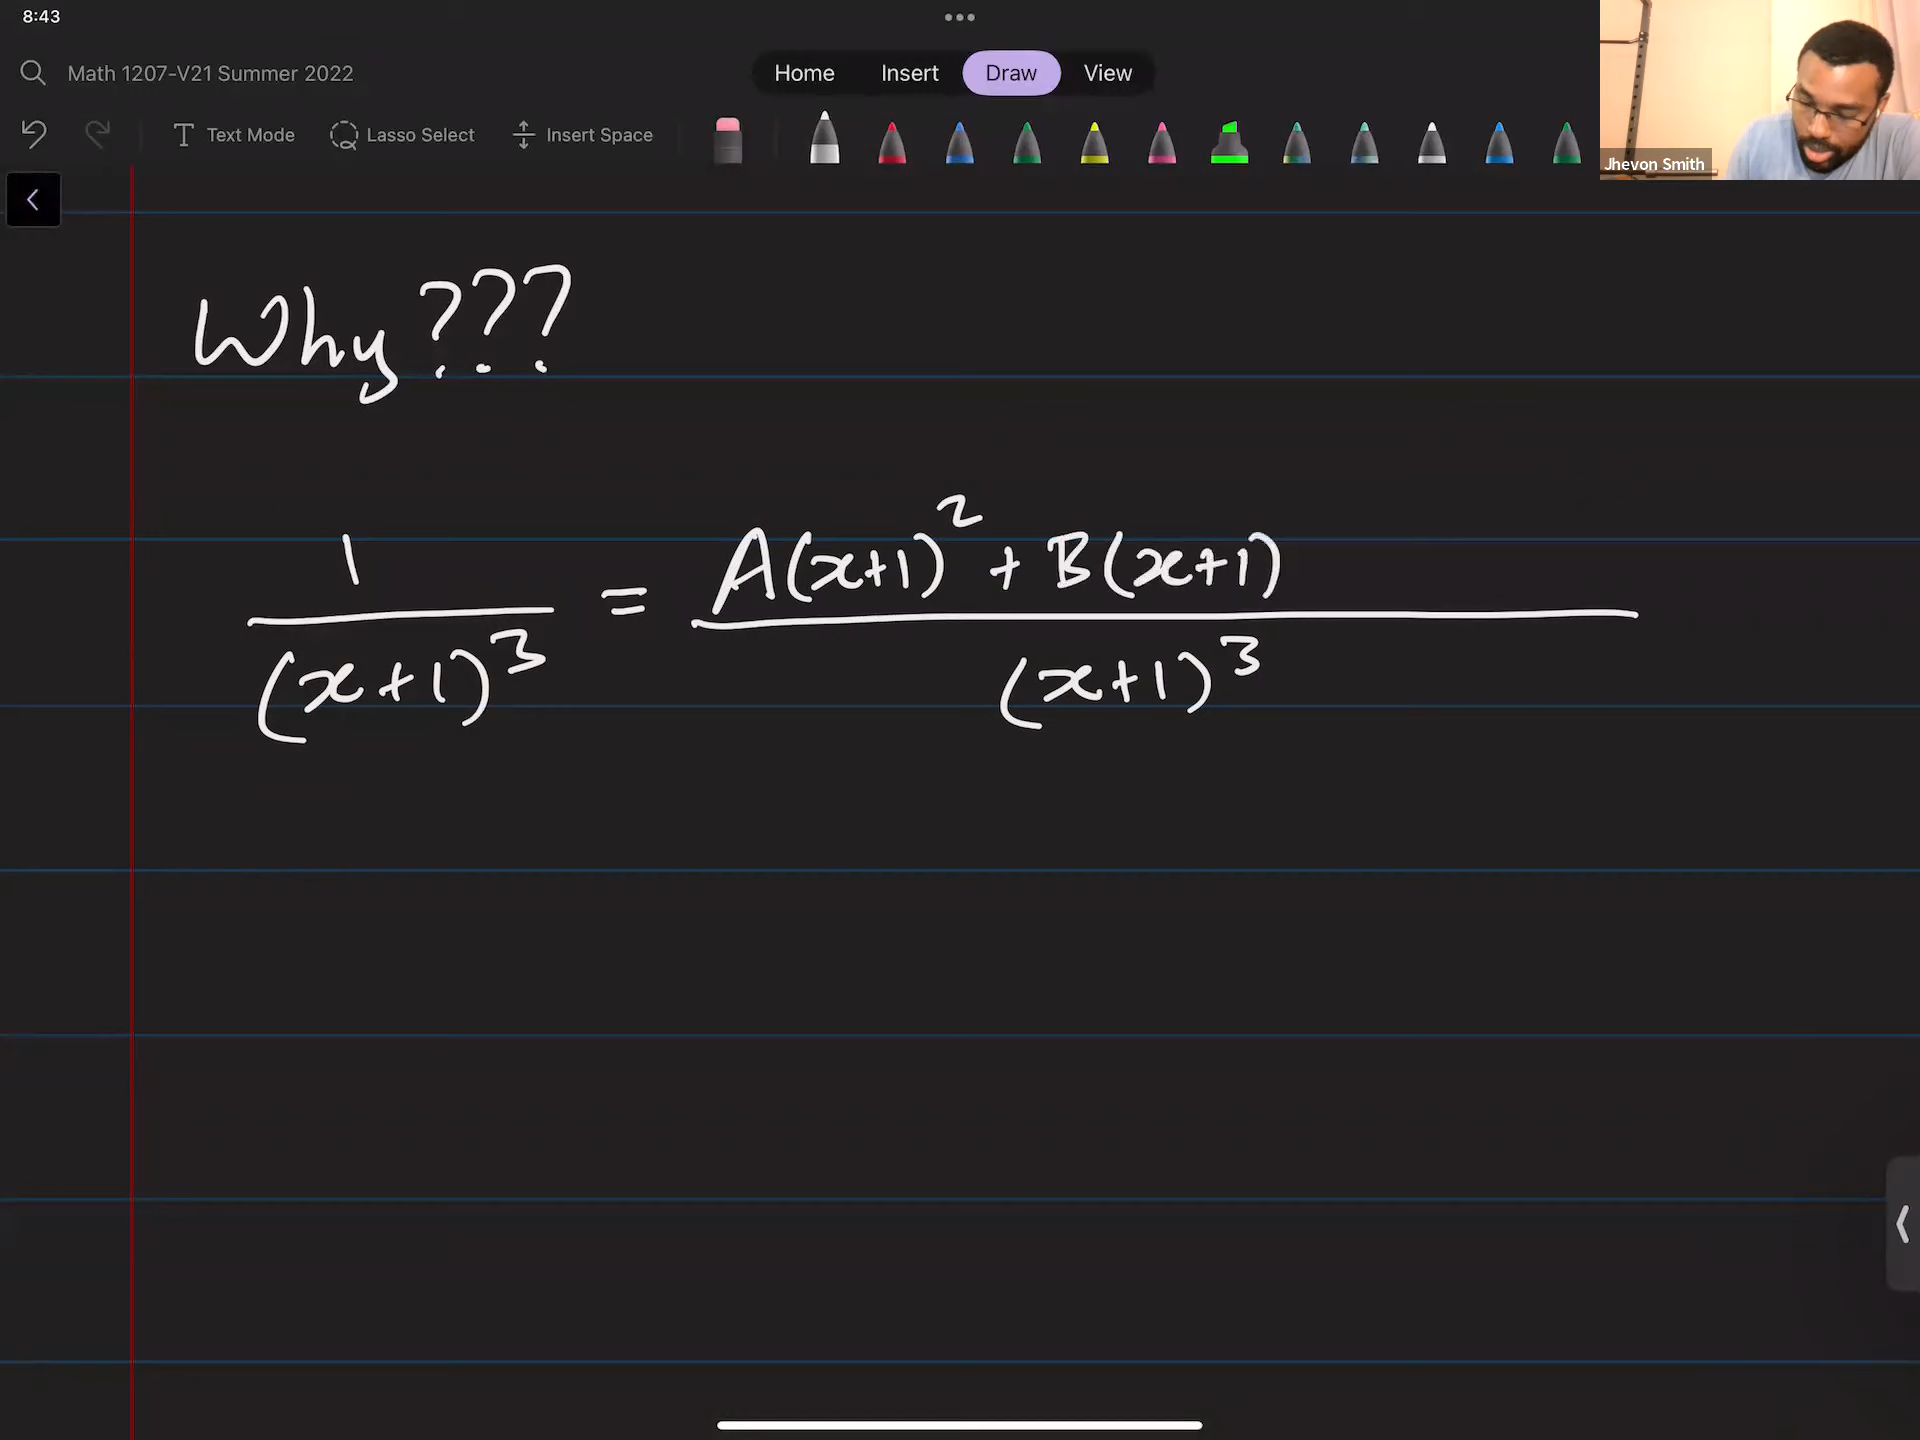 8:43
Math 1207-V21 Summer 2022
Home Insert Draw View
Text Mode Lasso Select Insert Space
Jhevon Smith
Why???
1/(x+1)³ = A(x+1)² + B(x+1)/(x+1)³